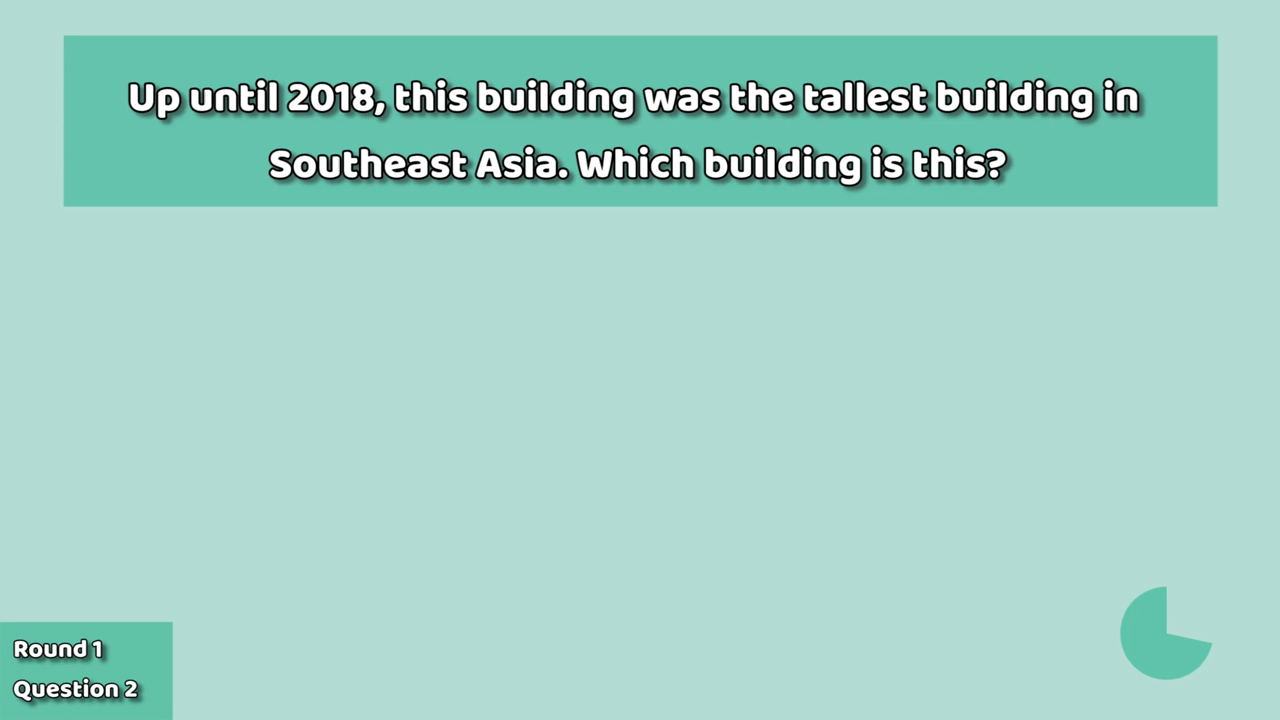 Up until 2018, this building was the tallest building in
Southeast Asia. Which building is this?
Round 1
Question 2